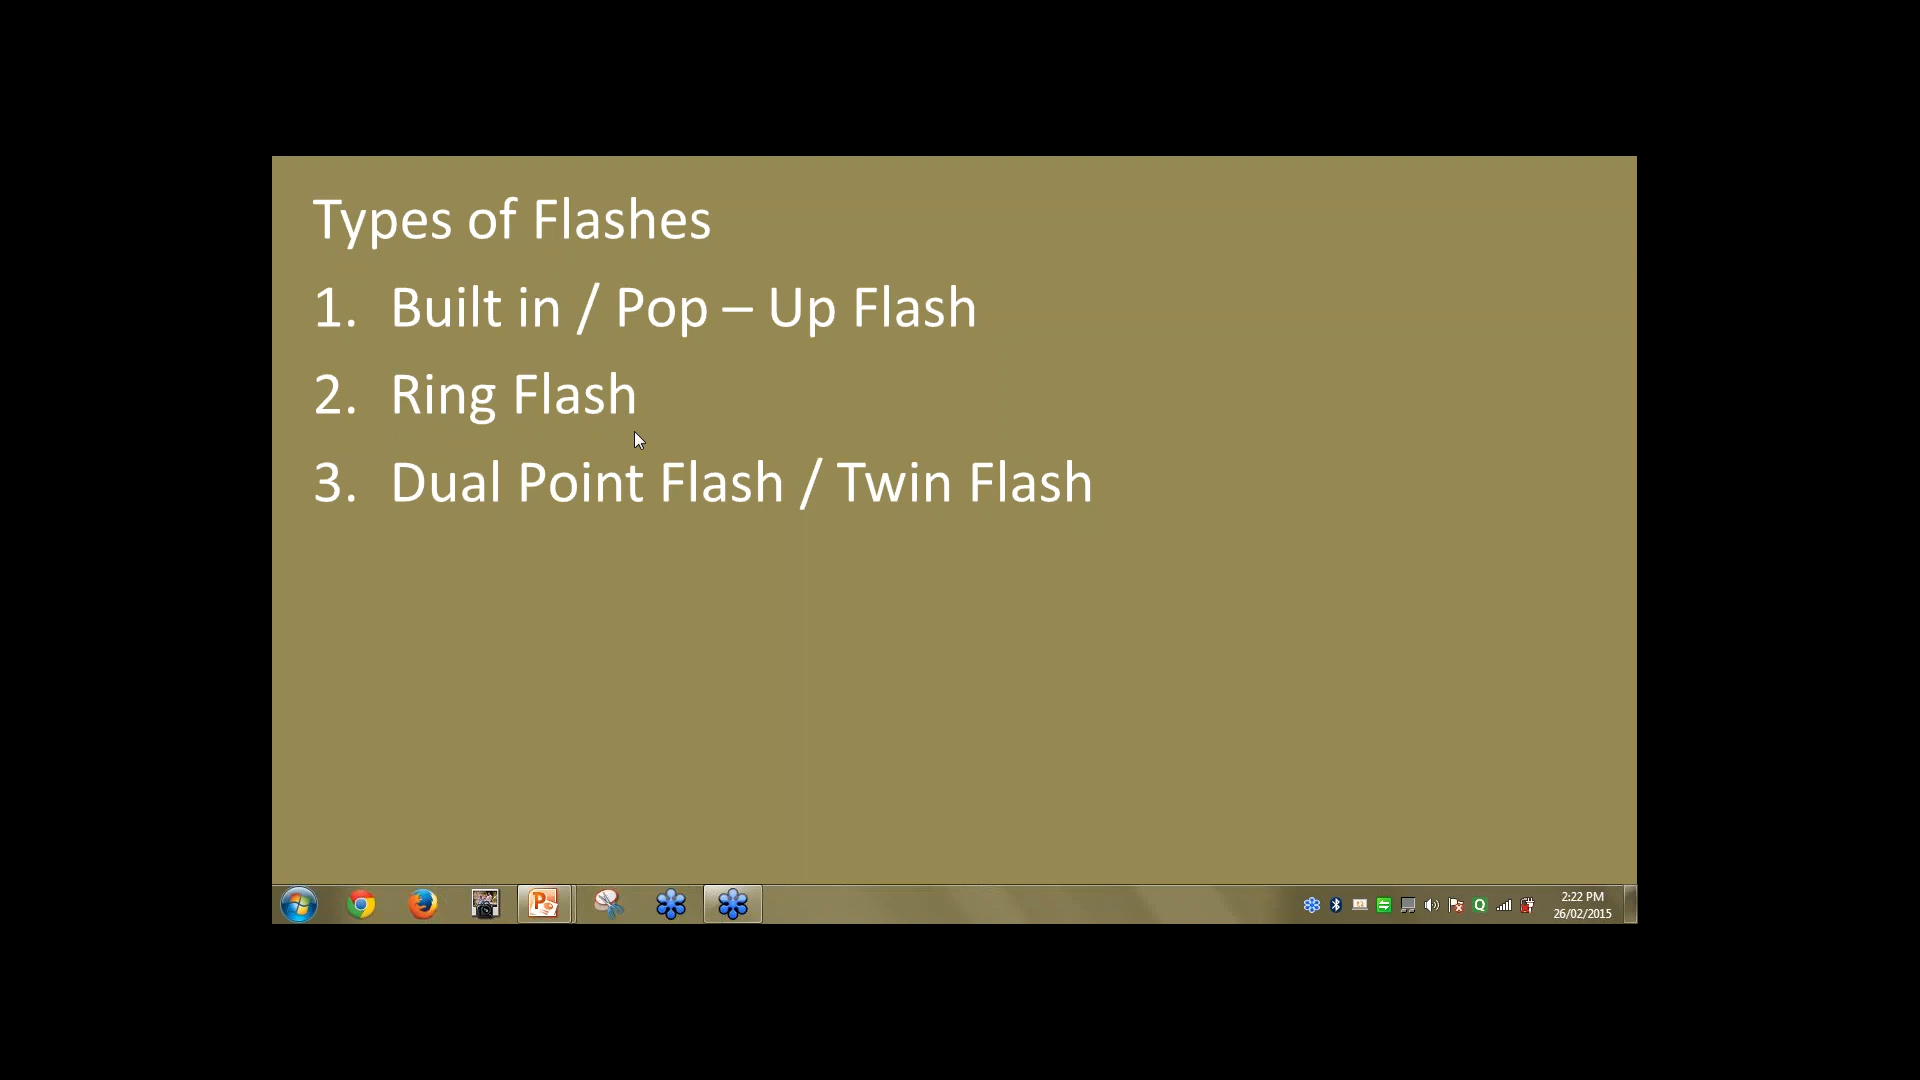 Types of Flashes
1. Built in / Pop – Up Flash
2. Ring Flash
3. Dual Point Flash / Twin Flash
2:22 PM
26/02/2015